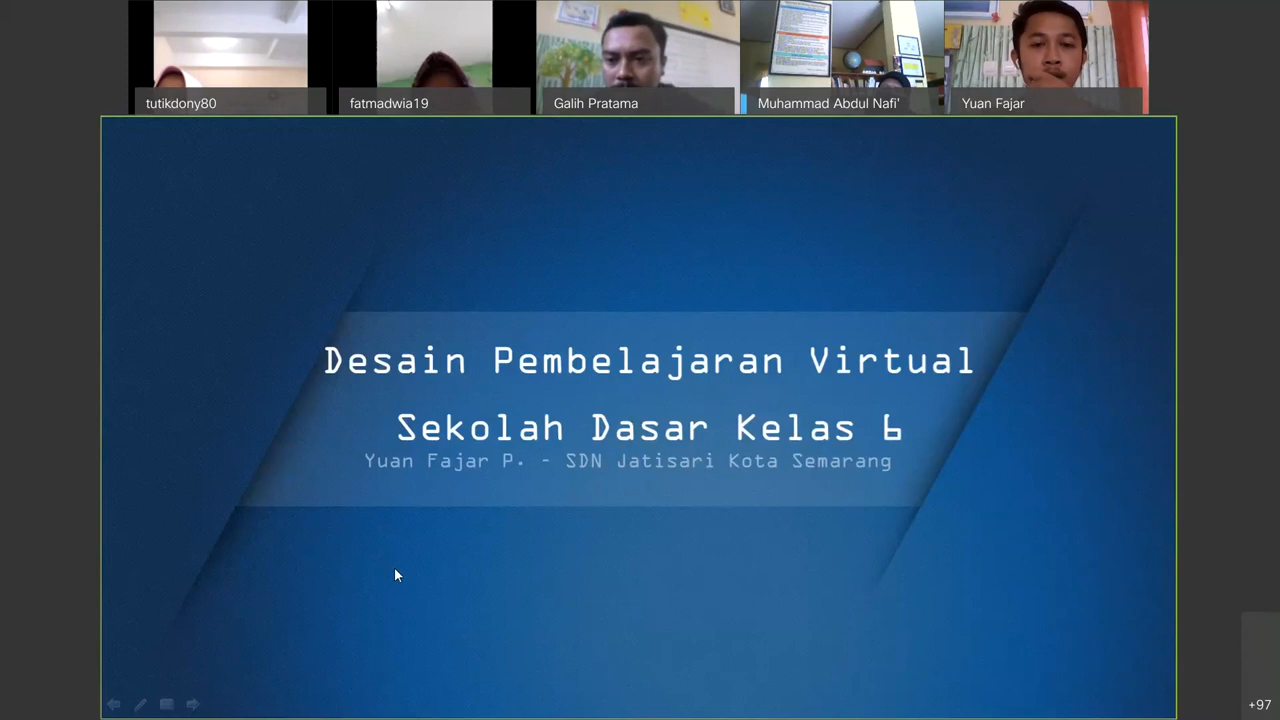 tutikdony80
fatmadwia19
Galih Pratama
Muhammad Abdul Nafi'
Yuan Fajar
Desain Pembelajaran Virtual
Sekolah Dasar Kelas 6
Yuan Fajar P. - SDN Jatisari Kota Semarang
+97